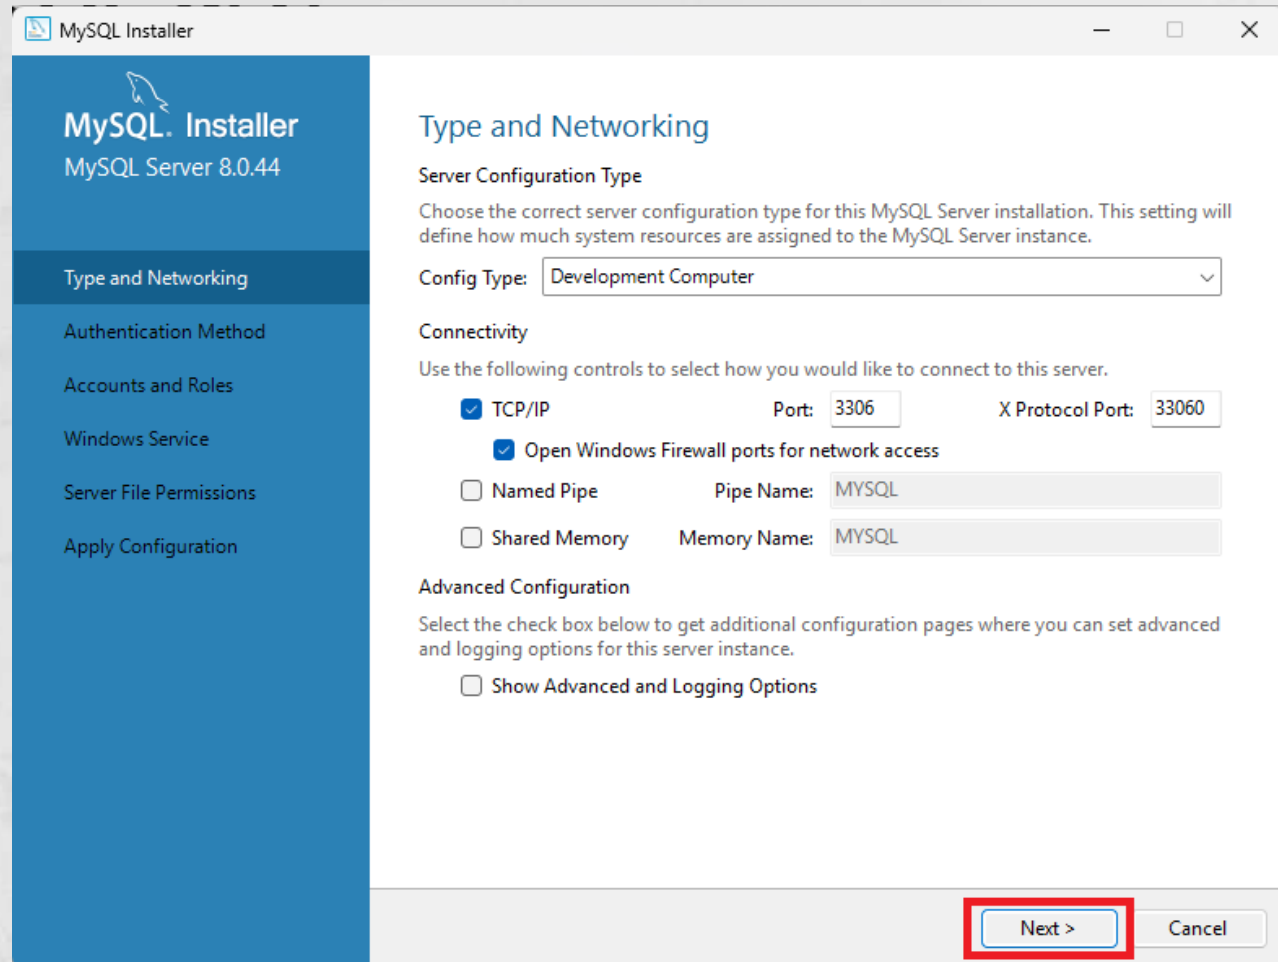 MySQL Installer
MySQL. Installer
MySQL Server 8.0.44
Type and Networking
Authentication Method
Accounts and Roles
Windows Service
Server File Permissions
Apply Configuration
Type and Networking
Server Configuration Type
Choose the correct server configuration type for this MySQL Server installation. This setting will
define how much system resources are assigned to the MySQL Server instance.
Config Type: Development Computer
Connectivity
Use the following controls to select how you would like to connect to this server.
TCP/IP Port: 3306 X Protocol Port: 33060
Open Windows Firewall ports for network access
Named Pipe Pipe Name: MYSQL
Shared Memory Memory Name: MYSQL
Advanced Configuration
Select the check box below to get additional configuration pages where you can set advanced
and logging options for this server instance.
Show Advanced and Logging Options
Next > Cancel